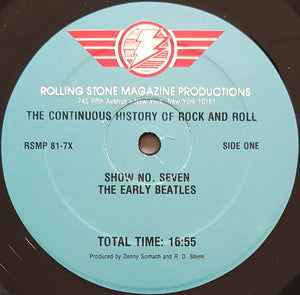 ROLLING STONE MAGAZINE PRODUCTIONS
745 Fifth Avenue • New York, New York 10151
THE CONTINUOUS HISTORY OF ROCK AND ROLL
RSMP 81-7X SIDE ONE
SHOW NO. SEVEN
THE EARLY BEATLES
TOTAL TIME: 16:55
Produced by Denny Somach and R. D. Steele